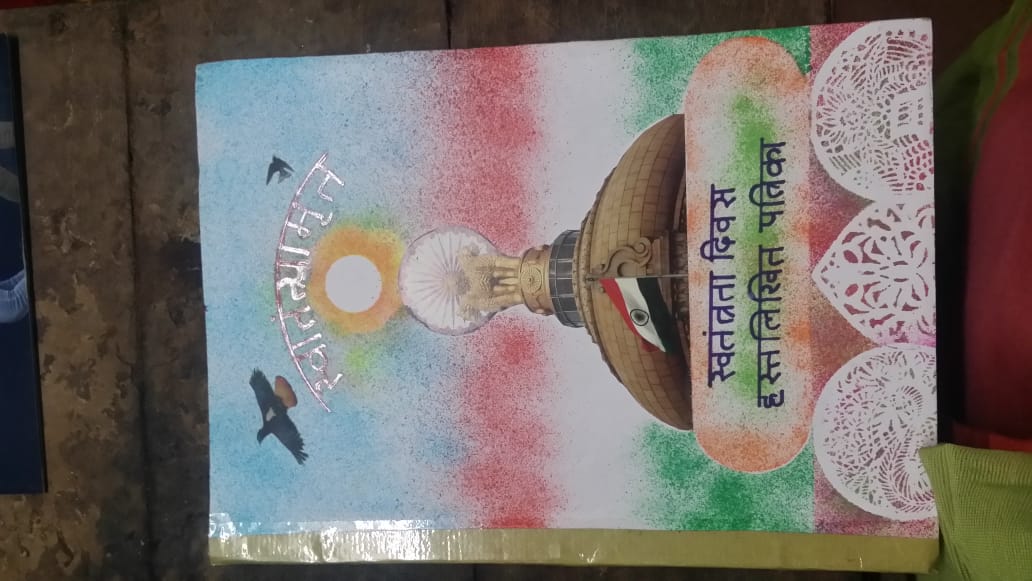 स्वातंत्र्यामृत
स्वतंत्रता दिवस
हस्तलिखित पत्रिका